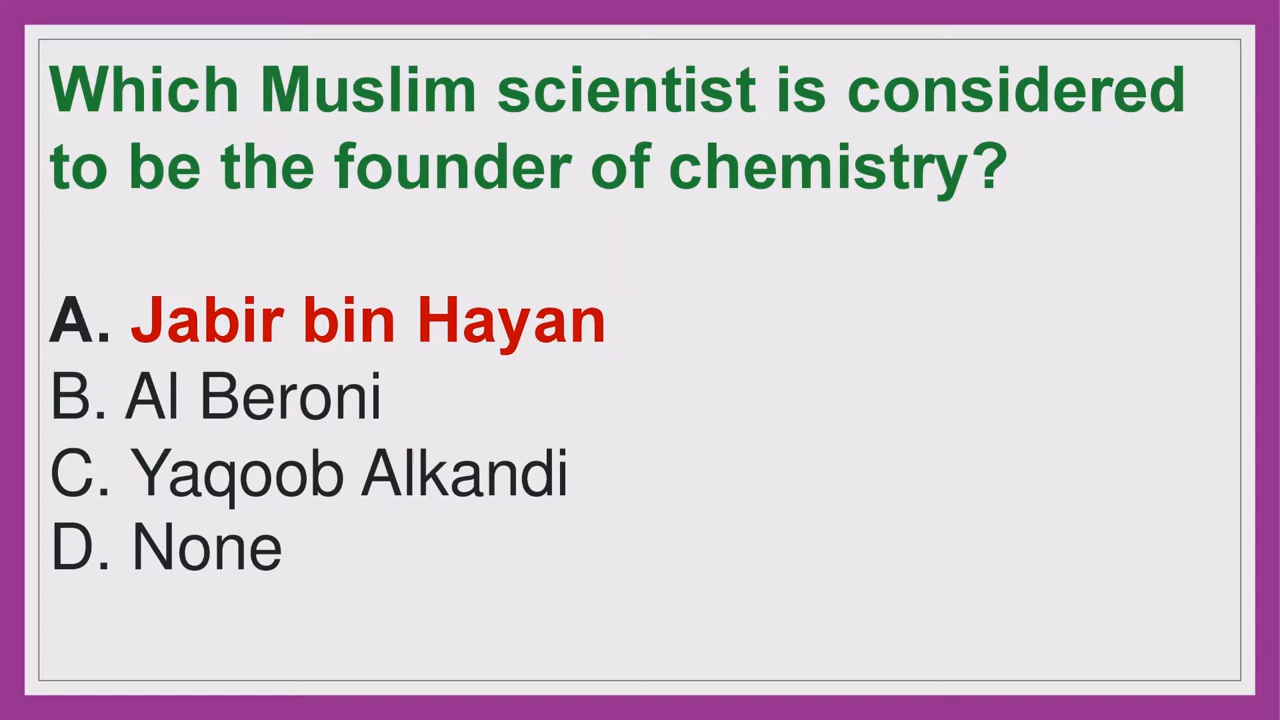 Which Muslim scientist is considered
to be the founder of chemistry?
A. Jabir bin Hayan
B. Al Beroni
C. Yaqoob Alkandi
D. None